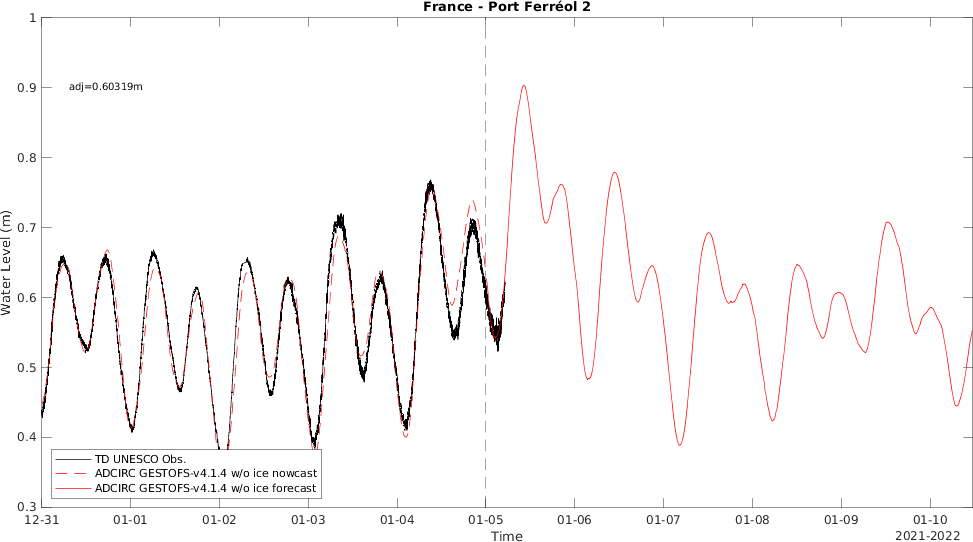 France - Port Ferréol 2
1
0.9
adj=0.60319m
0.8
0.7
0.6
0.5
0.4
0.3
Water Level (m)
TD UNESCO Obs.
ADCIRC GESTOFS-v4.1.4 w/o ice nowcast
ADCIRC GESTOFS-v4.1.4 w/o ice forecast
12-31 01-01 01-02 01-03 01-04 01-05 01-06 01-07 01-08 01-09 01-10
Time
2021-2022